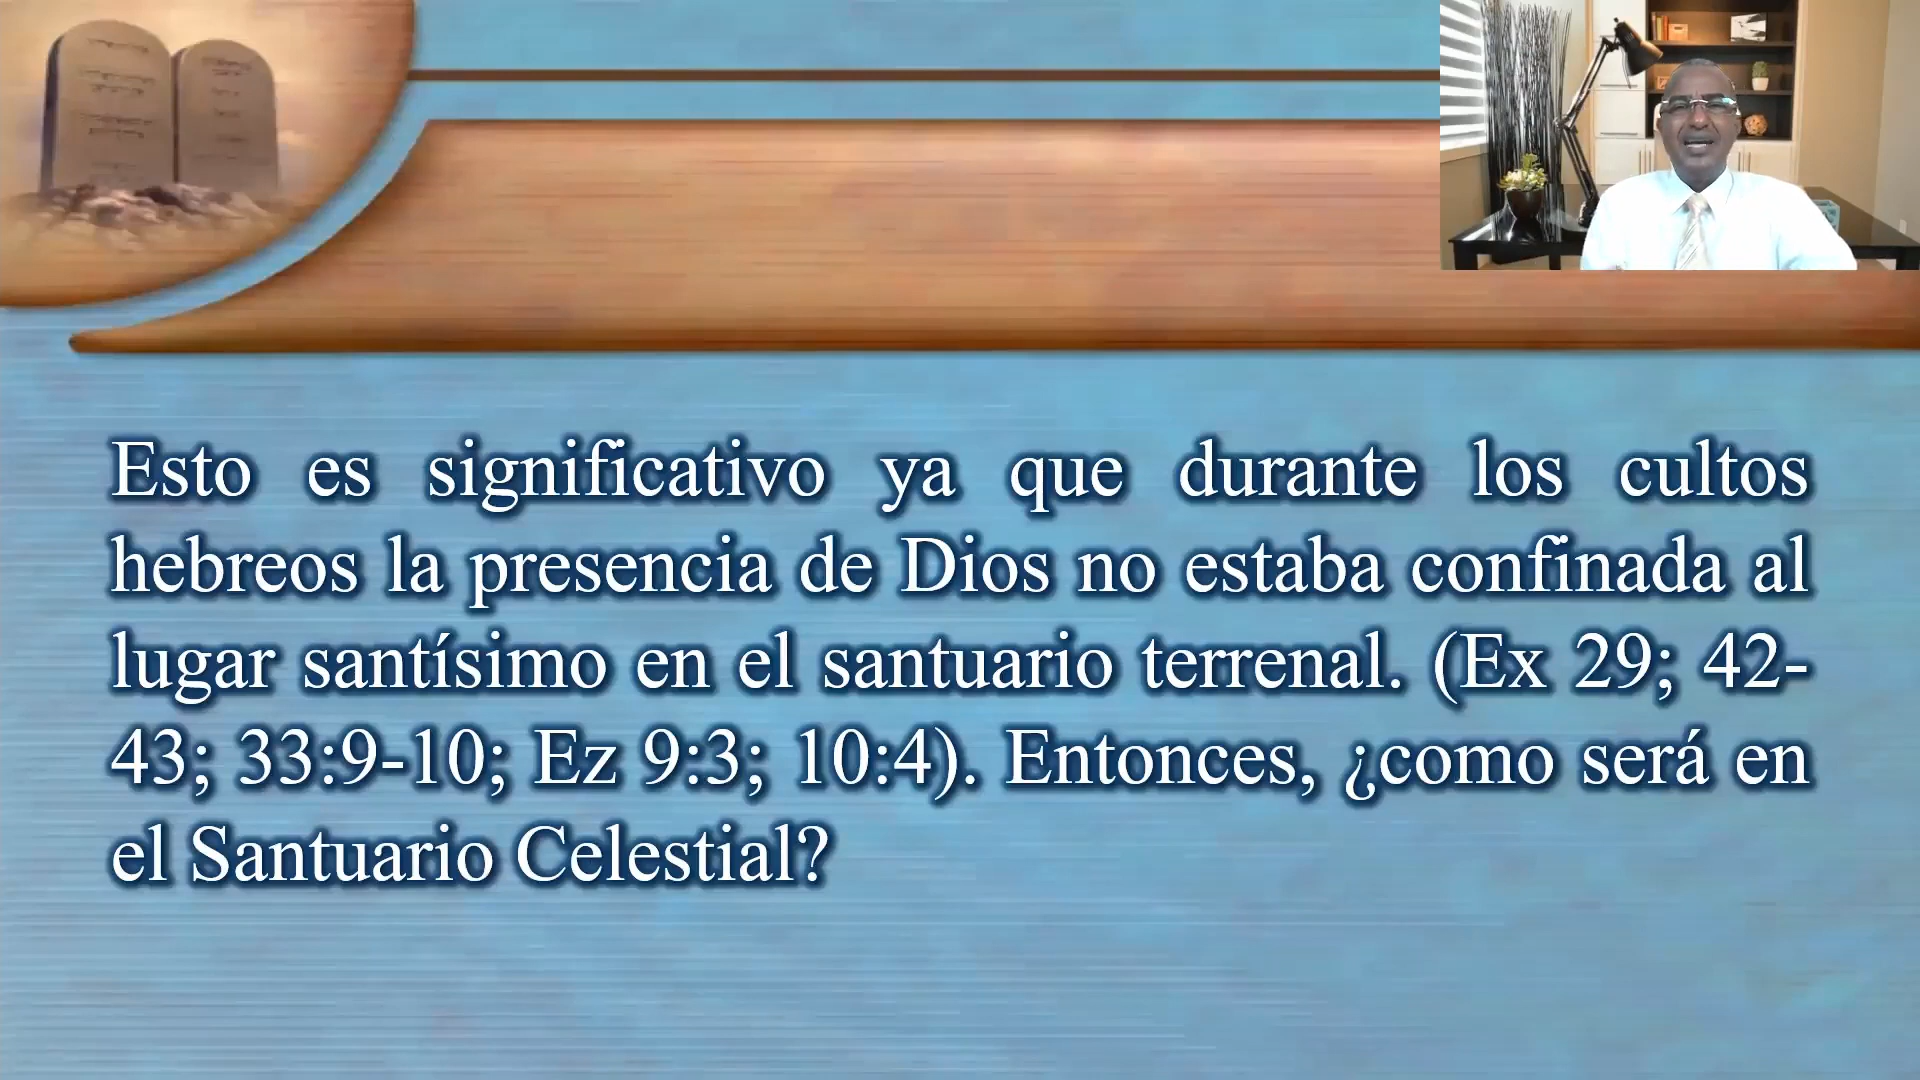 Esto es significativo ya que durante los cultos
hebreos la presencia de Dios no estaba confinada al
lugar santísimo en el santuario terrenal. (Ex 29; 42-
43; 33:9-10; Ez 9:3; 10:4). Entonces, ¿como será en
el Santuario Celestial?